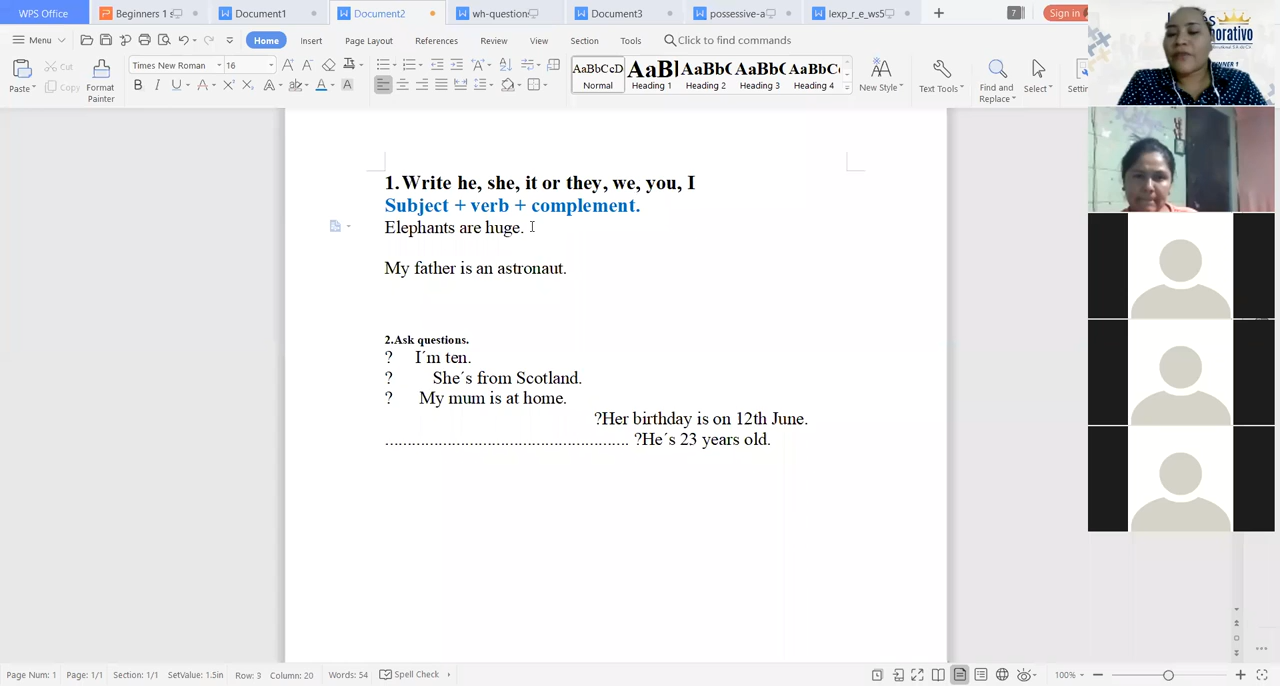 WPS Office
Beginners 1
Document1
Document2
wh-question
Document3
possessive-a
lexp_r_e_ws5
7
Sign in
Menu
Home
Insert
Page Layout
References
Review
View
Section
Tools
Click to find commands
Paste
Cut
Copy
Format Painter
Times New Roman
16
AaBbCcD
Normal
AaBl
Heading 1
AaBb(
Heading 2
AaBb(
Heading 3
AaBbC
Heading 4
New Style
Text Tools
Find and Replace
Select
1. Write he, she, it or they, we, you, I
Subject + verb + complement.
Elephants are huge.
My father is an astronaut.
2.Ask questions.
? I´m ten.
? She´s from Scotland.
? My mum is at home.
?Her birthday is on 12th June.
...................................................... ?He´s 23 years old.
Page Num: 1
Page: 1/1
Section: 1/1
SetValue: 1.5in
Row: 3
Column: 20
Words: 54
Spell Check
100%